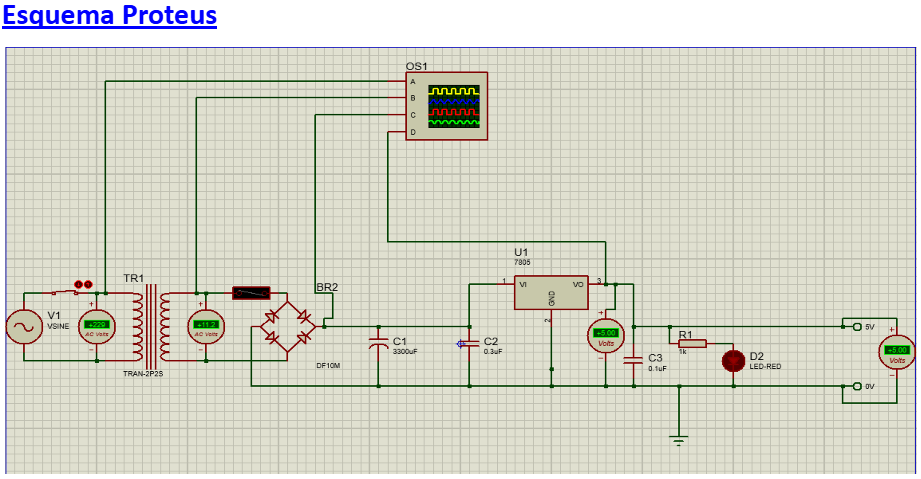 Esquema Proteus
OS1
A
B
C
D
U1
7805
1 VI VO 3
GND
2
TR1
TRAN-2P2S
V1
VSINE
AC Volts
+11.2
AC Volts
BR2
DF10M
C1
3300uF
C2
0.3uF
+5.00
Volts
C3
0.1uF
R1
1k
D2
LED-RED
5V
0V
+5.00
Volts